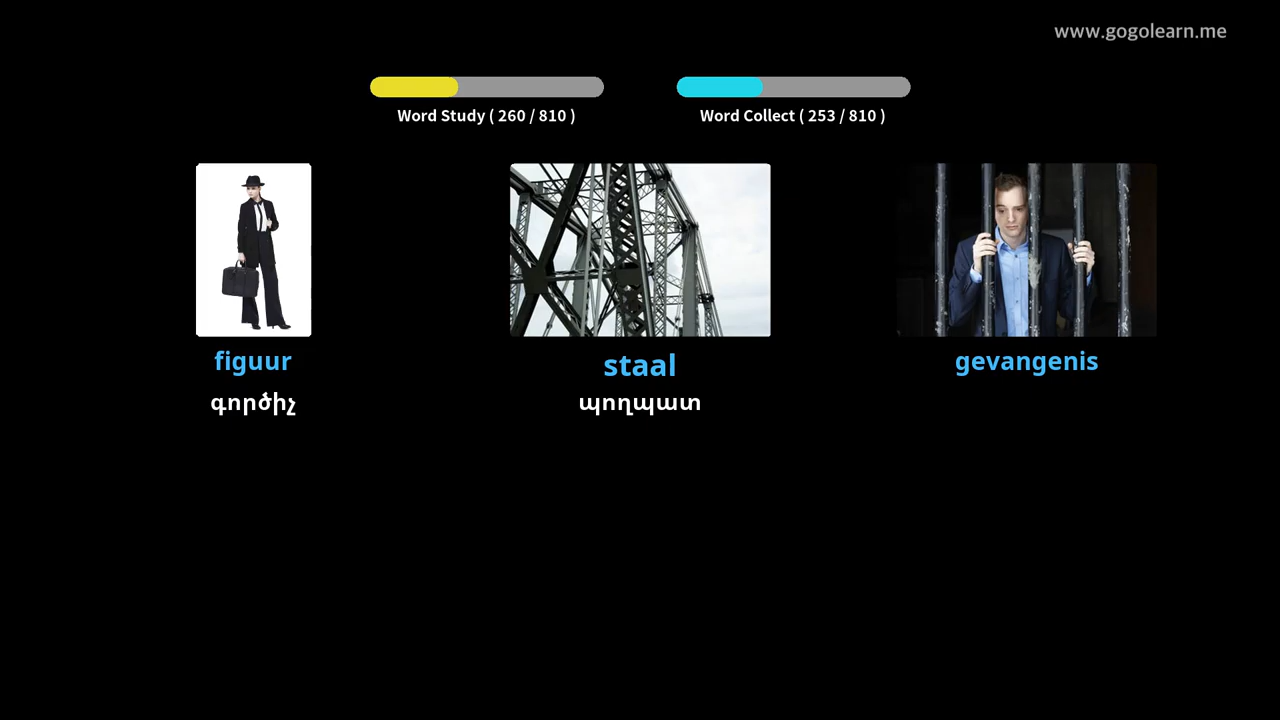 www.gogolearn.me
Word Study ( 260 / 810 )
Word Collect ( 253 / 810 )
figuur
staal
gevangenis
գործիչ
պողպատ